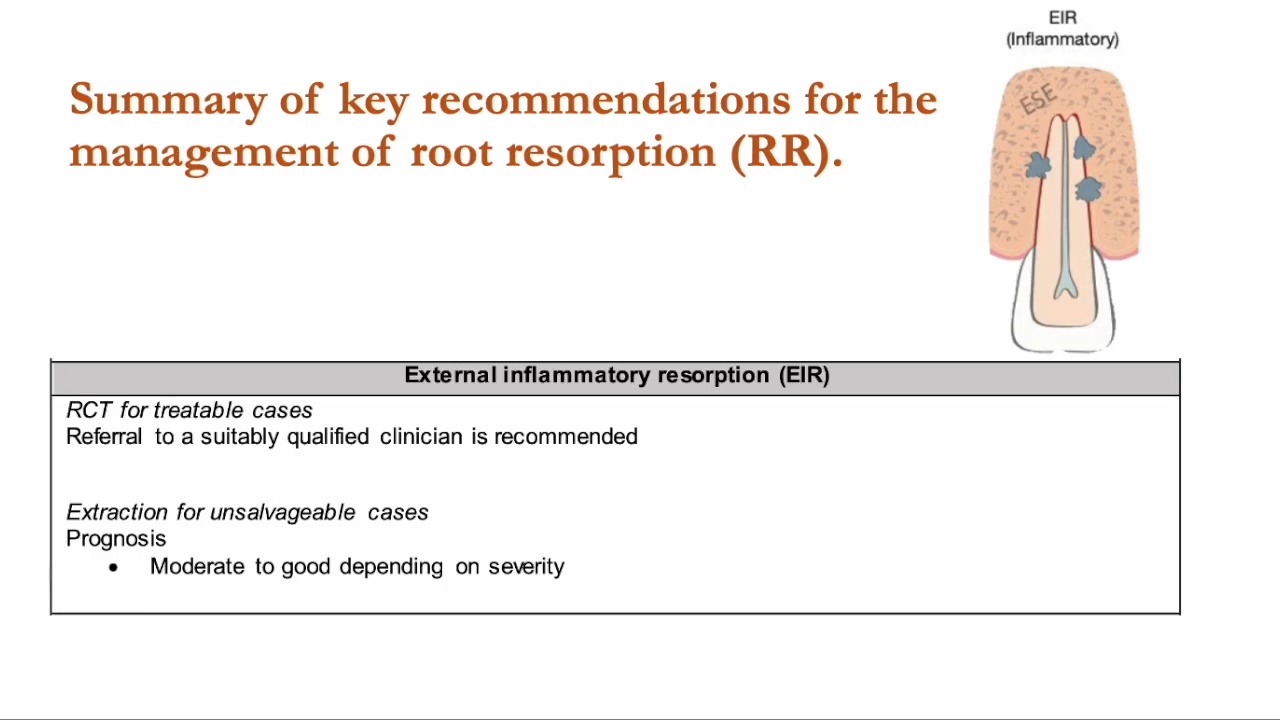 EIR
(Inflammatory)
ESE
Summary of key recommendations for the
management of root resorption (RR).
External inflammatory resorption (EIR)
RCT for treatable cases
Referral to a suitably qualified clinician is recommended
Extraction for unsalvageable cases
Prognosis
• Moderate to good depending on severity